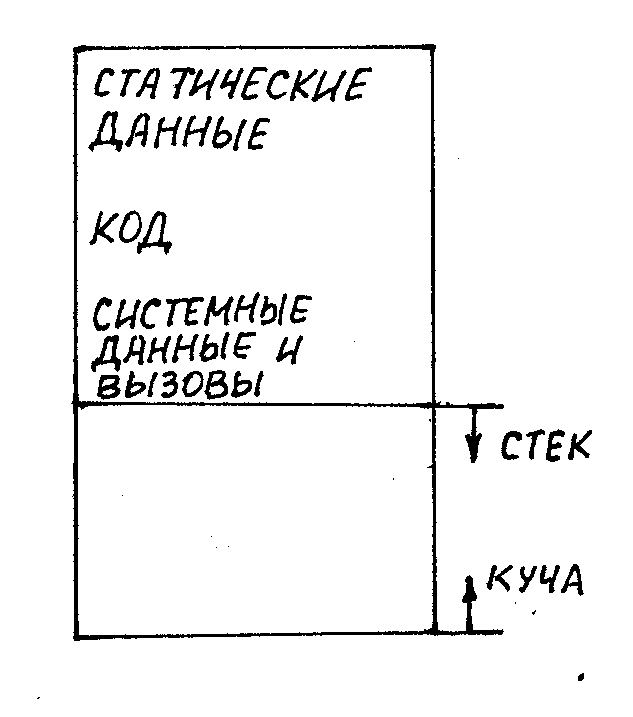 СТАТИЧЕСКИЕ
ДАННЫЕ
КОД
СИСТЕМНЫЕ
ДАННЫЕ И
ВЫЗОВЫ
СТЕК
КУЧА